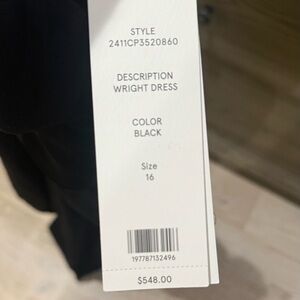 STYLE
2411CP3520860
DESCRIPTION
WRIGHT DRESS
COLOR
BLACK
Size
16
197787132496
$548.00